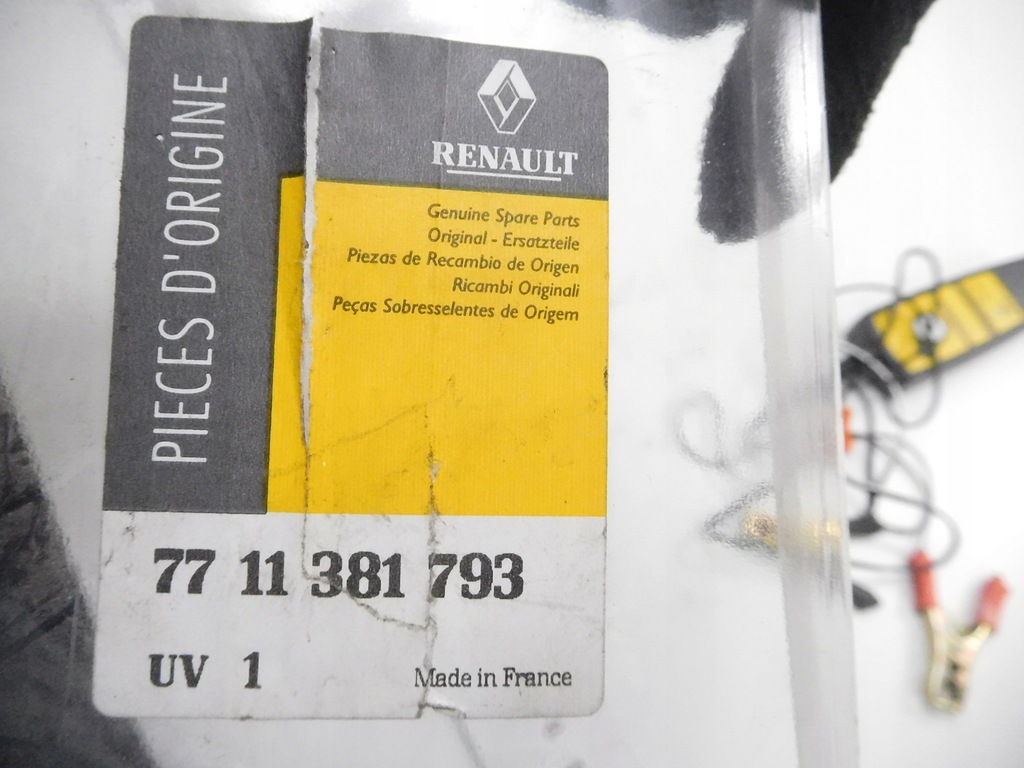 PIECES D'ORIGINE
RENAULT
Genuine Spare Parts
Original - Ersatzteile
Piezas de Recambio de Origen
Ricambi Originali
Peças Sobresselentes de Origem
77 11 381 793
UV 1
Made in France